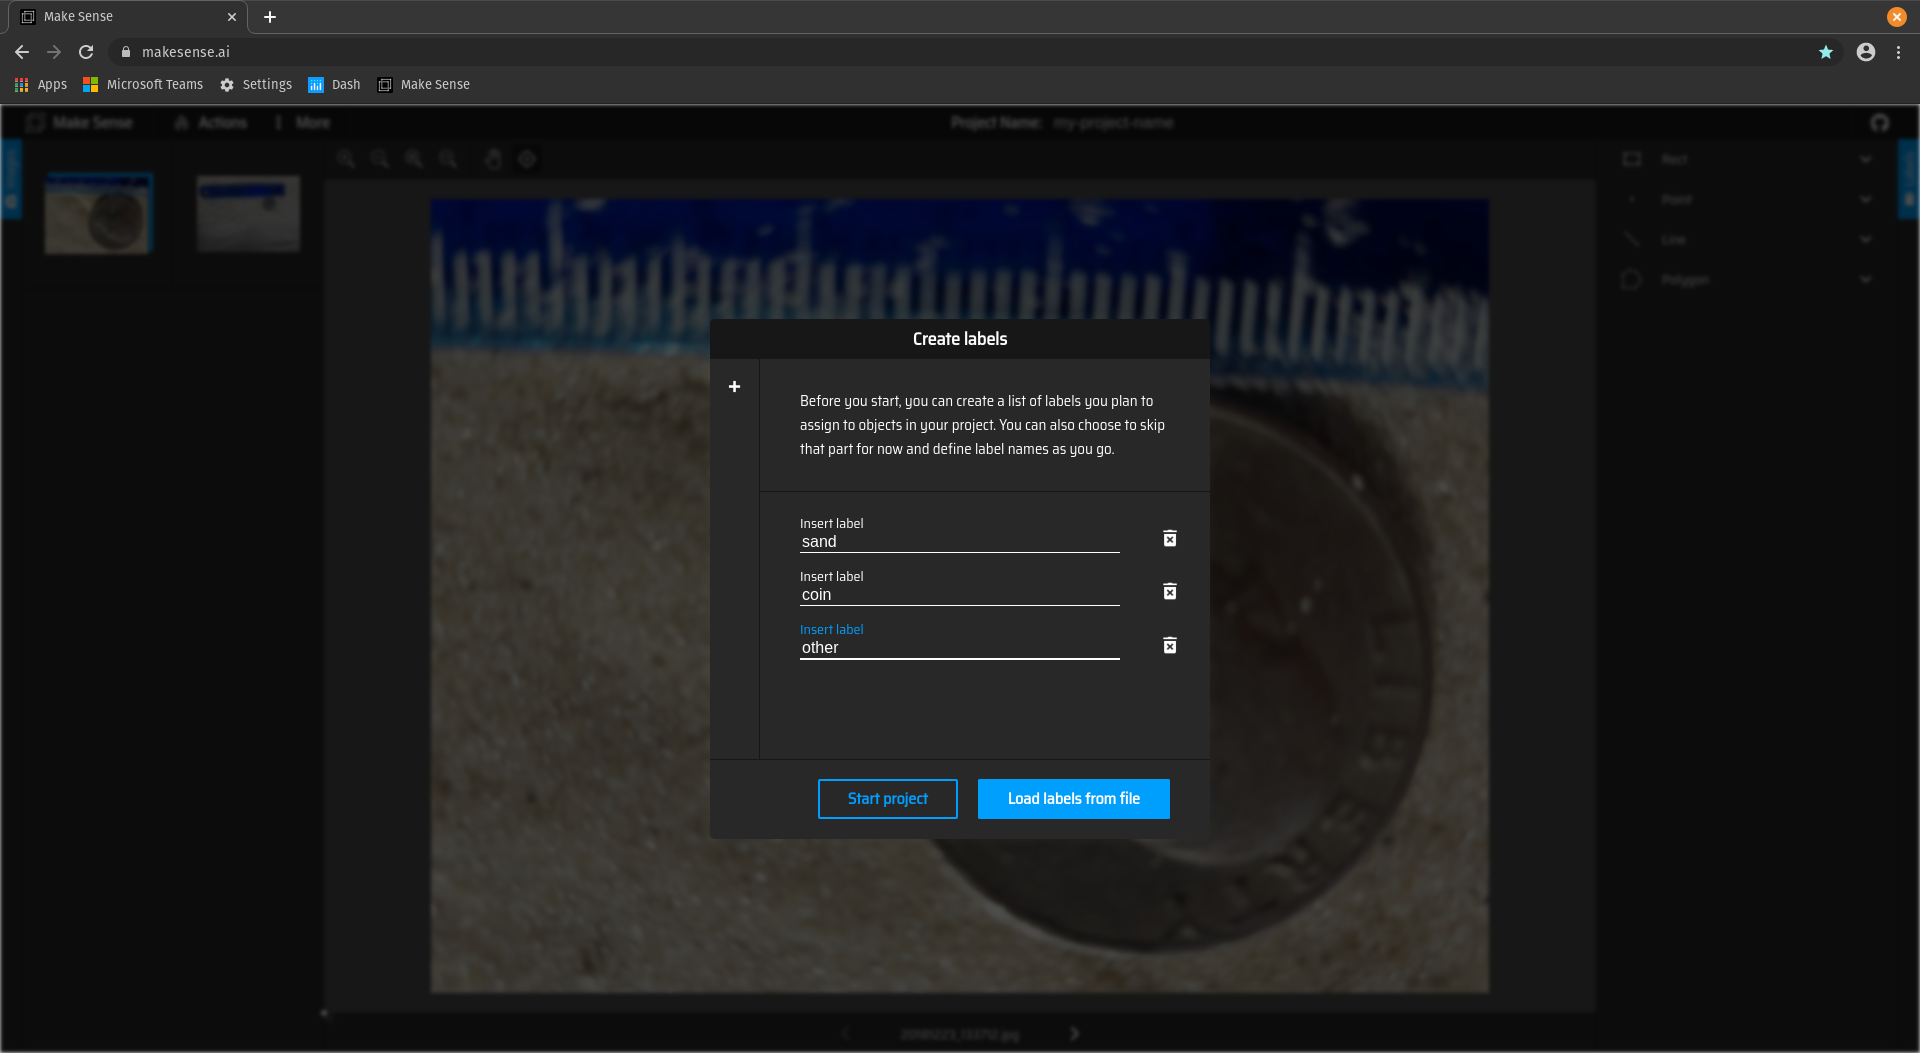 Make Sense
makesense.ai
Apps
Microsoft Teams
Settings
Dash
Make Sense
Make Sense
Actions
More
Project Name: my-project-name
Rect
Point
Line
Polygon
Create labels
Before you start, you can create a list of labels you plan to
assign to objects in your project. You can also choose to skip
that part for now and define label names as you go.
Insert label
sand
Insert label
coin
Insert label
other
Start project
Load labels from file